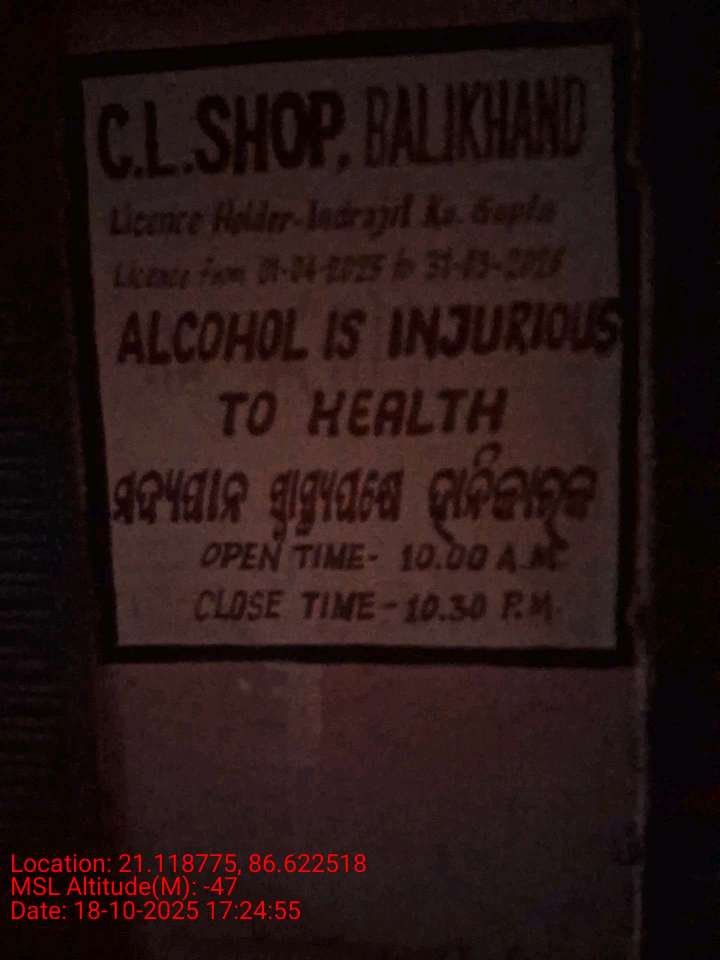 C.L.SHOP, BALIKHAND
Licence Holder-Indrajit Ku. Gupta
Licence from 01-04-2025 to 31-03-2026
ALCOHOL IS INJURIOUS
TO HEALTH
ମଦ୍ୟପାନ ସ୍ୱାସ୍ଥ୍ୟପକ୍ଷେ ହାନିକାରକ
OPEN TIME- 10.00 A.M.
CLOSE TIME-10.30 P.M.
Location: 21.118775, 86.622518
MSL Altitude(M): -47
Date: 18-10-2025 17:24:55